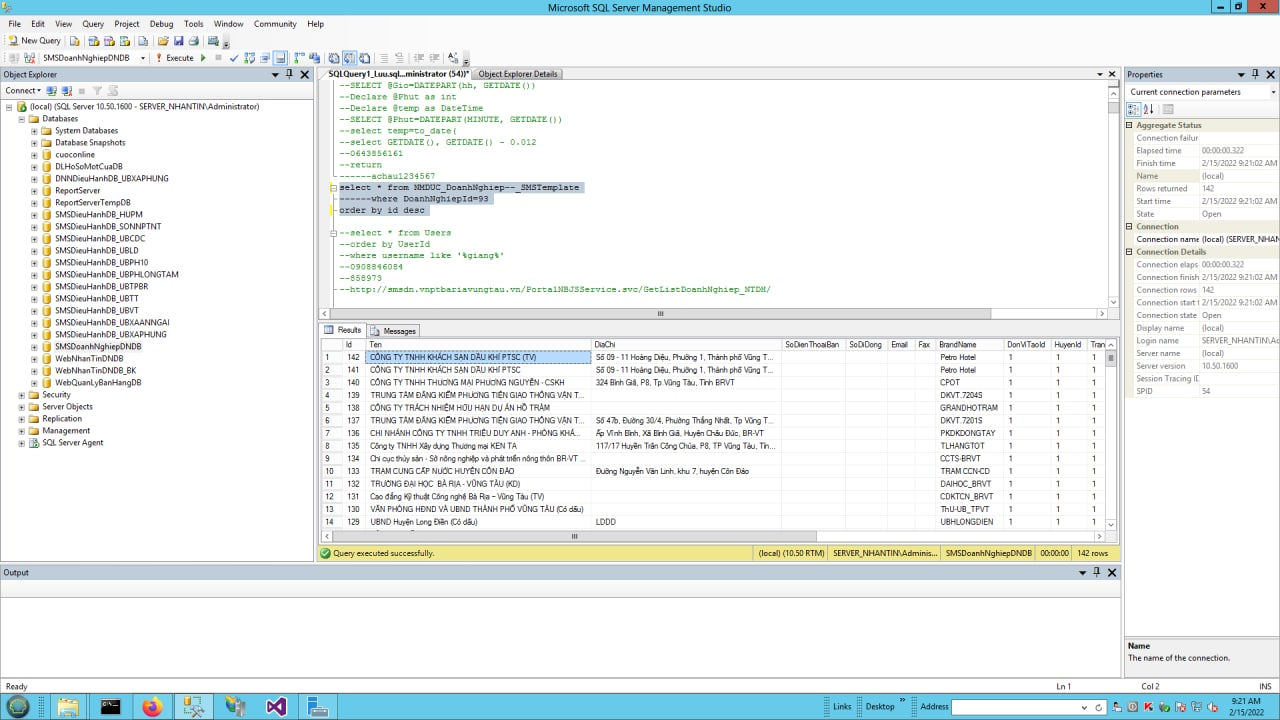 Microsoft SQL Server Management Studio
File Edit View Query Project Debug Tools Window Community Help
New Query
SMSDoanhNghiepDNDB Execute
Object Explorer
Connect
(local) (SQL Server 10.50.1600 - SERVER_NHANTIN\Administrator)
Databases
System Databases
Database Snapshots
cuoconline
DLHoSoMotCuaDB
DNNDieuHanhDB_UBXAPHUNG
ReportServer
ReportServerTempDB
SMSDieuHanhDB_HUPM
SMSDieuHanhDB_SONNPTNT
SMSDieuHanhDB_UBCDC
SMSDieuHanhDB_UBLD
SMSDieuHanhDB_UBPH10
SMSDieuHanhDB_UBPHLONGTAM
SMSDieuHanhDB_UBTPBR
SMSDieuHanhDB_UBTT
SMSDieuHanhDB_UBVT
SMSDieuHanhDB_UBXAANNGAI
SMSDieuHanhDB_UBXAPHUNG
SMSDoanhNghiepDNDB
WebNhanTinDNDB
WebNhanTinDNDB_BK
WebQuanLyBanHangDB
Security
Server Objects
Replication
Management
SQL Server Agent
SQLQuery1_Luu.sql...ministrator (54))* Object Explorer Details
--SELECT @Gio=DATEPART(hh, GETDATE())
--Declare @Phut as int
--Declare @temp as DateTime
--SELECT @Phut=DATEPART(MINUTE, GETDATE())
--select temp=to_date(
--select GETDATE(), GETDATE() - 0.012
--0643856161
--return
------achau1234567
select * from NHDUC_DoanhNghiep--_SMSTemplate
------where DoanhNghiepId=93
order by id desc
--select * from Users
--order by UserId
--where username like '%giang%'
--0908846084
--858973
---http://smsdn.vnptbariavungtau.vn/PortalNBJSService.svc/GetListDoanhNghiep_NTDH/
Results Messages
Id Ten DiaChi SoDienThoaiBan SoDiDong Email Fax BrandName DonViTaoId HuyenId Tran
1 142 CÔNG TY TNHH KHÁCH SẠN DẦU KHÍ PTSC (TV) Số 09 - 11 Hoàng Diệu, Phường 1, Thành phố Vũng T... Petro Hotel 1 1 1
2 141 CÔNG TY TNHH KHÁCH SẠN DẦU KHÍ PTSC Số 09 - 11 Hoàng Diệu, Phường 1, Thành phố Vũng T... Petro Hotel 1 1 1
3 140 CÔNG TY TNHH THƯƠNG MẠI PHƯƠNG NGUYÊN - CSKH 324 Bình Giã, P8, Tp Vũng Tàu, Tỉnh BRVT CPOT 1 1 1
4 139 TRUNG TÂM ĐĂNG KIỂM PHƯƠNG TIỆN GIAO THÔNG VẬN T... DKVT.7204S 1 1 1
5 138 CÔNG TY TRÁCH NHIỆM HỮU HẠN DỰ ÁN HỒ TRÀM GRANDHOTRAM 1 1 1
6 137 TRUNG TÂM ĐĂNG KIỂM PHƯƠNG TIỆN GIAO THÔNG VẬN T... Số 47b, Đường 30/4, Phường Thắng Nhất, Tp Vũng T... DKVT.7201S 1 1 1
7 136 CHI NHÁNH CÔNG TY TNHH TRIỆU DUY ANH - PHÒNG KHÁ... Ấp Vĩnh Bình, Xã Bình Giã, Huyện Châu Đức, BR-VT PKDKDONGTAY 1 1 1
8 135 Công ty TNHH Xây dựng Thương mại KEN TA 117/17 Huyền Trân Công Chúa, P8, TP Vũng Tàu, Tỉn... TLHANGTOT 1 1 1
9 134 Chi cục thủy sản - Sở nông nghiệp và phát triển nông thôn BR-VT ... CCTS-BRVT 1 1 1
10 133 TRẠM CUNG CẤP NƯỚC HUYỆN CÔN ĐẢO Đường Nguyễn Văn Linh, khu 7, huyện Côn Đảo TRAM CCN-CD 1 1 1
11 132 TRƯỜNG ĐẠI HỌC BÀ RỊA - VŨNG TÀU (KD) DAIHOC_BRVT 1 1 1
12 131 Cao đẳng Kỹ thuật Công nghệ Bà Rịa – Vũng Tàu (TV) CDKTCN_BRVT 1 1 1
13 130 VĂN PHÒNG HĐND VÀ UBND THÀNH PHỐ VŨNG TÀU (Có dấu) ThU-UB_TPVT 1 1 1
14 129 UBND Huyện Long Điền (Có dấu) LDDD UBHLONGDIEN 1 1 1
Query executed successfully. (local) (10.50 RTM) SERVER_NHANTIN\Adminis... SMSDoanhNghiepDNDB 00:00:00 142 rows
Properties
Current connection parameters
Aggregate Status
Connection failur
Elapsed time 00:00:00.322
Finish time 2/15/2022 9:21:02 AM
Name (local)
Rows returned 142
Start time 2/15/2022 9:21:02 AM
State Open
Connection
Connection name (local) (SERVER_NHAN
Connection Details
Connection elaps 00:00:00.322
Connection finish 2/15/2022 9:21:02 AM
Connection rows 142
Connection start t 2/15/2022 9:21:02 AM
Connection state Open
Display name (local)
Login name SERVER_NHANTIN\Admi
Server name (local)
Server version 10.50.1600
Session Tracing ID
SPID 54
Name
The name of the connection.
Output
Ready Ln 1 Col 2 INS
Links Desktop » Address
9:21 AM
2/15/2022